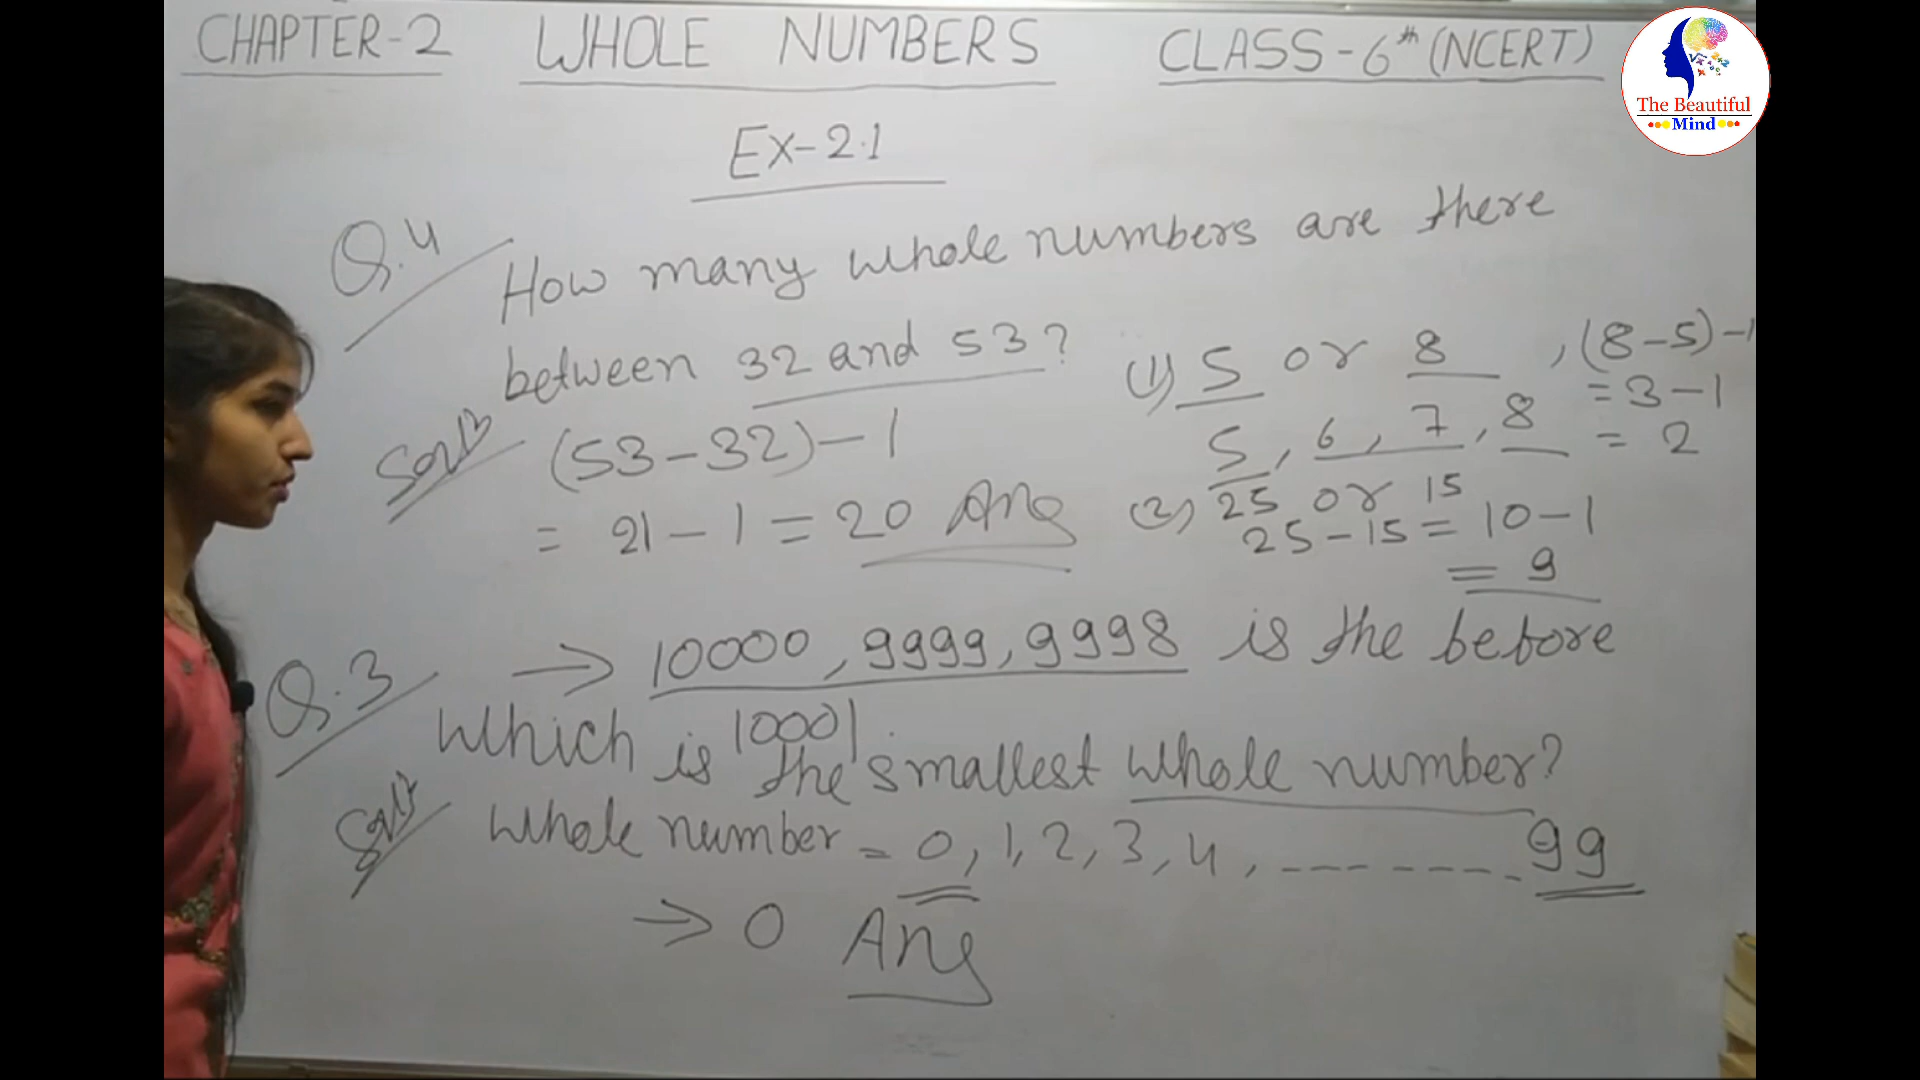 CHAPTER-2 WHOLE NUMBERS CLASS-6th (NCERT)
The Beautiful
Mind
Ex-2.1
Q.4 How many whole numbers are there
between 32 and 53?
Soln (53-32)-1
= 21-1 = 20 Ans
(1) 5 or 8, (8-5)-1
= 3-1
5, 6, 7, 8 = 2
(2) 25 or 15
25-15 = 10-1
= 9
→ 10000, 9999, 9998 is the before
10001.
Q.3 Which is the smallest whole number?
Soln Whole number = 0, 1, 2, 3, 4, ------- 99
→ 0 Ans